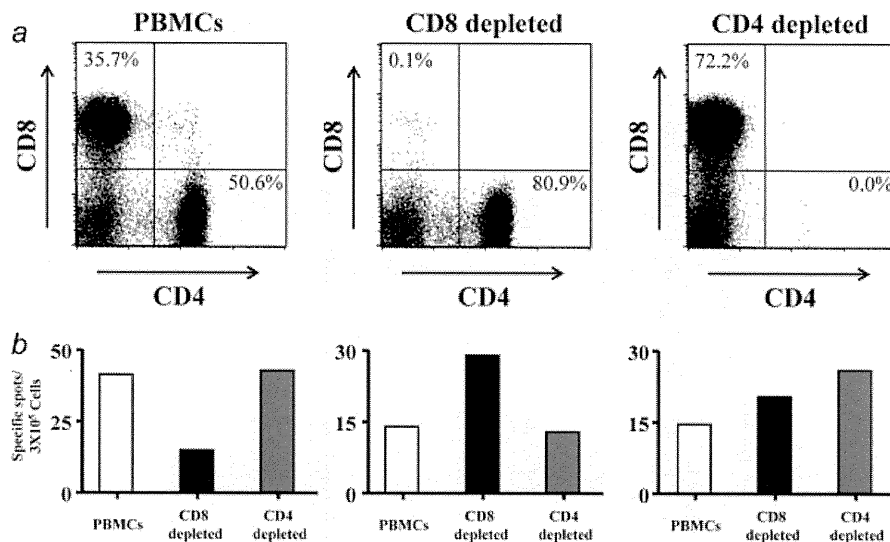 a
PBMCs
CD8 depleted
CD4 depleted
35.7%
50.6%
CD8
CD4
0.1%
80.9%
CD8
CD4
72.2%
0.0%
CD8
CD4
b
Specific spots/
3X10⁵ Cells
50
25
0
PBMCs
CD8
depleted
CD4
depleted
30
15
0
PBMCs
CD8
depleted
CD4
depleted
30
15
0
PBMCs
CD8
depleted
CD4
depleted